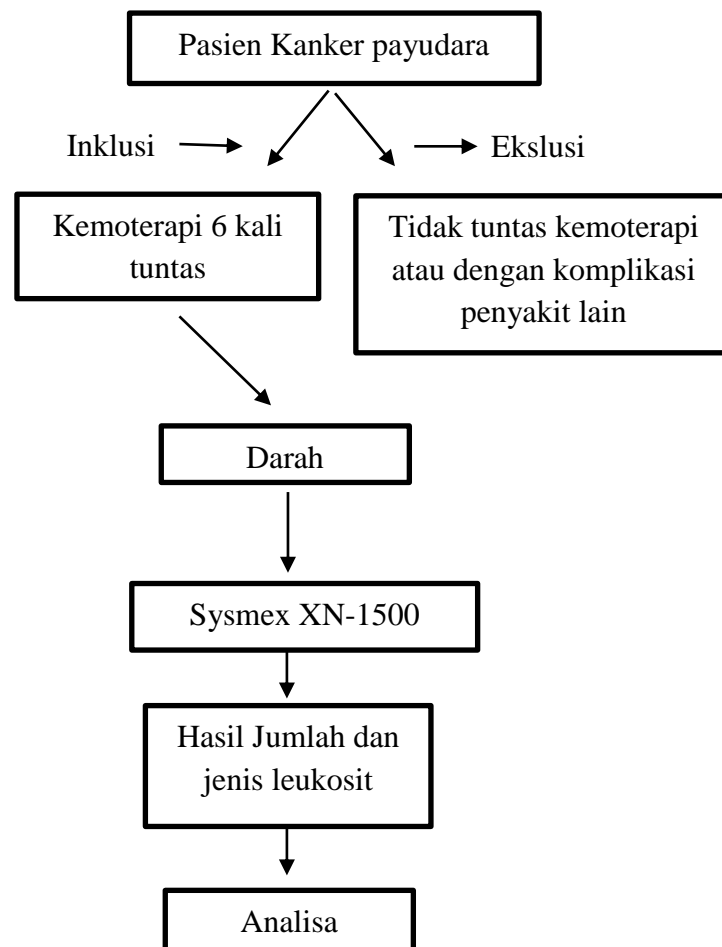 Pasien Kanker payudara
Inklusi
Ekslusi
Kemoterapi 6 kali
tuntas
Tidak tuntas kemoterapi
atau dengan komplikasi
penyakit lain
Darah
Sysmex XN-1500
Hasil Jumlah dan
jenis leukosit
Analisa